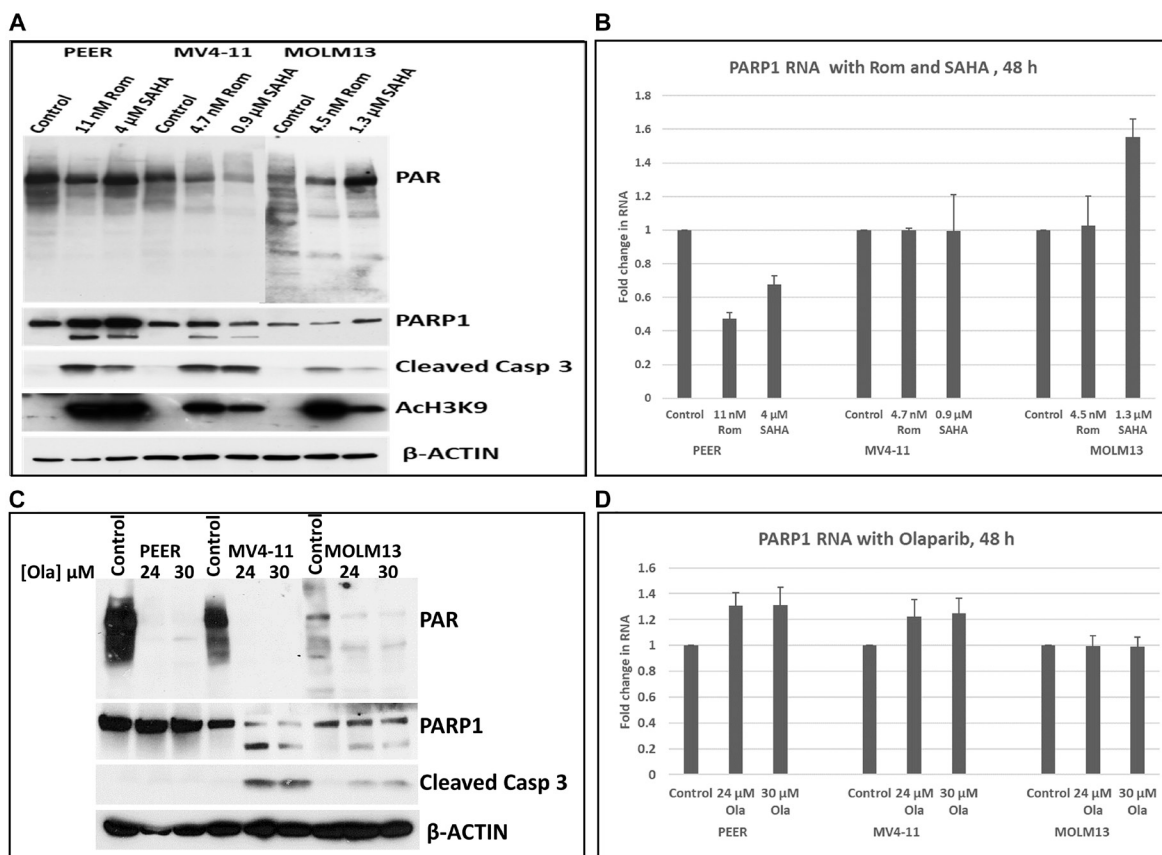 A
PEER MV4-11 MOLM13
Control 11 nM Rom 4 µM SAHA Control 4.7 nM Rom 0.9 µM SAHA Control 4.5 nM Rom 1.3 µM SAHA
PAR
PARP1
Cleaved Casp 3
AcH3K9
β-ACTIN
B
PARP1 RNA with Rom and SAHA , 48 h
Fold change in RNA
1.8
1.6
1.4
1.2
1
0.8
0.6
0.4
0.2
0
Control 11 nM Rom 4 µM SAHA Control 4.7 nM Rom 0.9 µM SAHA Control 4.5 nM Rom 1.3 µM SAHA
PEER MV4-11 MOLM13
C
Control PEER Control MV4-11 Control MOLM13
[Ola] µM 24 30 24 30 24 30
PAR
PARP1
Cleaved Casp 3
β-ACTIN
D
PARP1 RNA with Olaparib, 48 h
Fold change in RNA
1.6
1.4
1.2
1
0.8
0.6
0.4
0.2
0
Control 24 µM Ola 30 µM Ola Control 24 µM Ola 30 µM Ola Control 24 µM Ola 30 µM Ola
PEER MV4-11 MOLM13